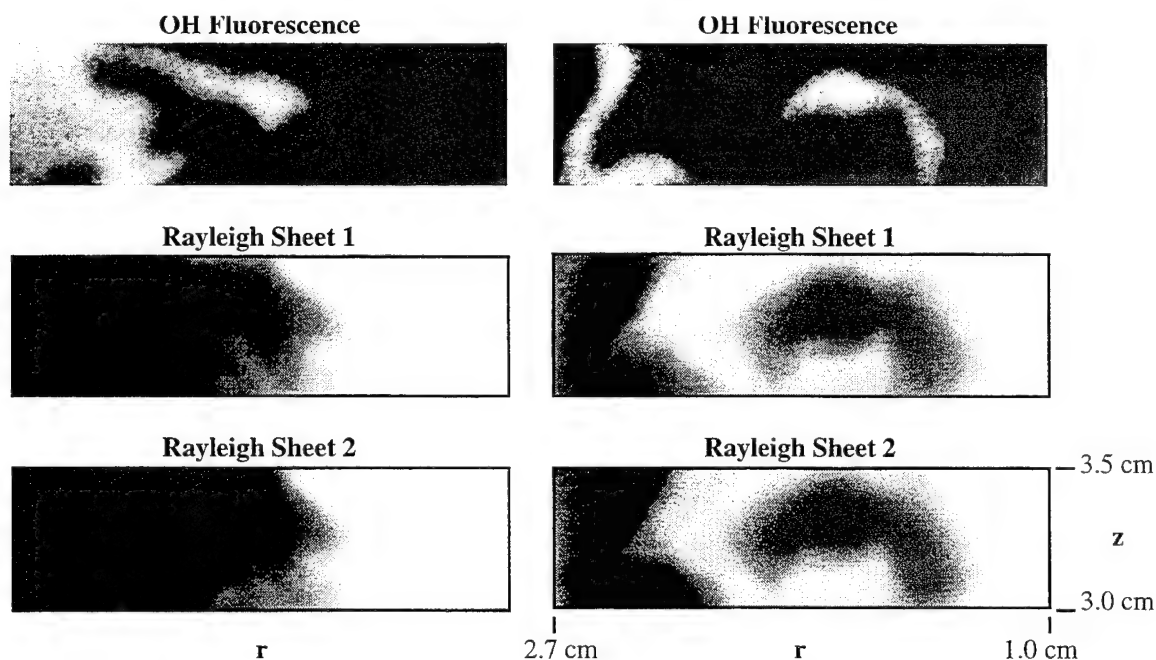 OH Fluorescence
OH Fluorescence
Rayleigh Sheet 1
Rayleigh Sheet 1
Rayleigh Sheet 2
Rayleigh Sheet 2
3.5 cm
z
3.0 cm
r
2.7 cm
r
1.0 cm